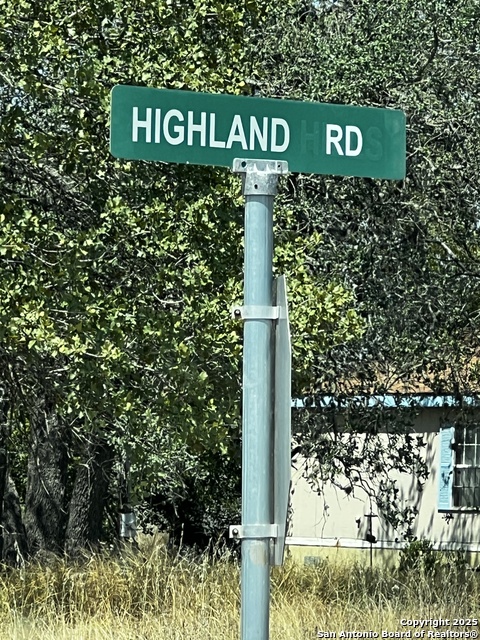 HIGHLAND RD
Copyright 2025
San Antonio Board of Realtors®